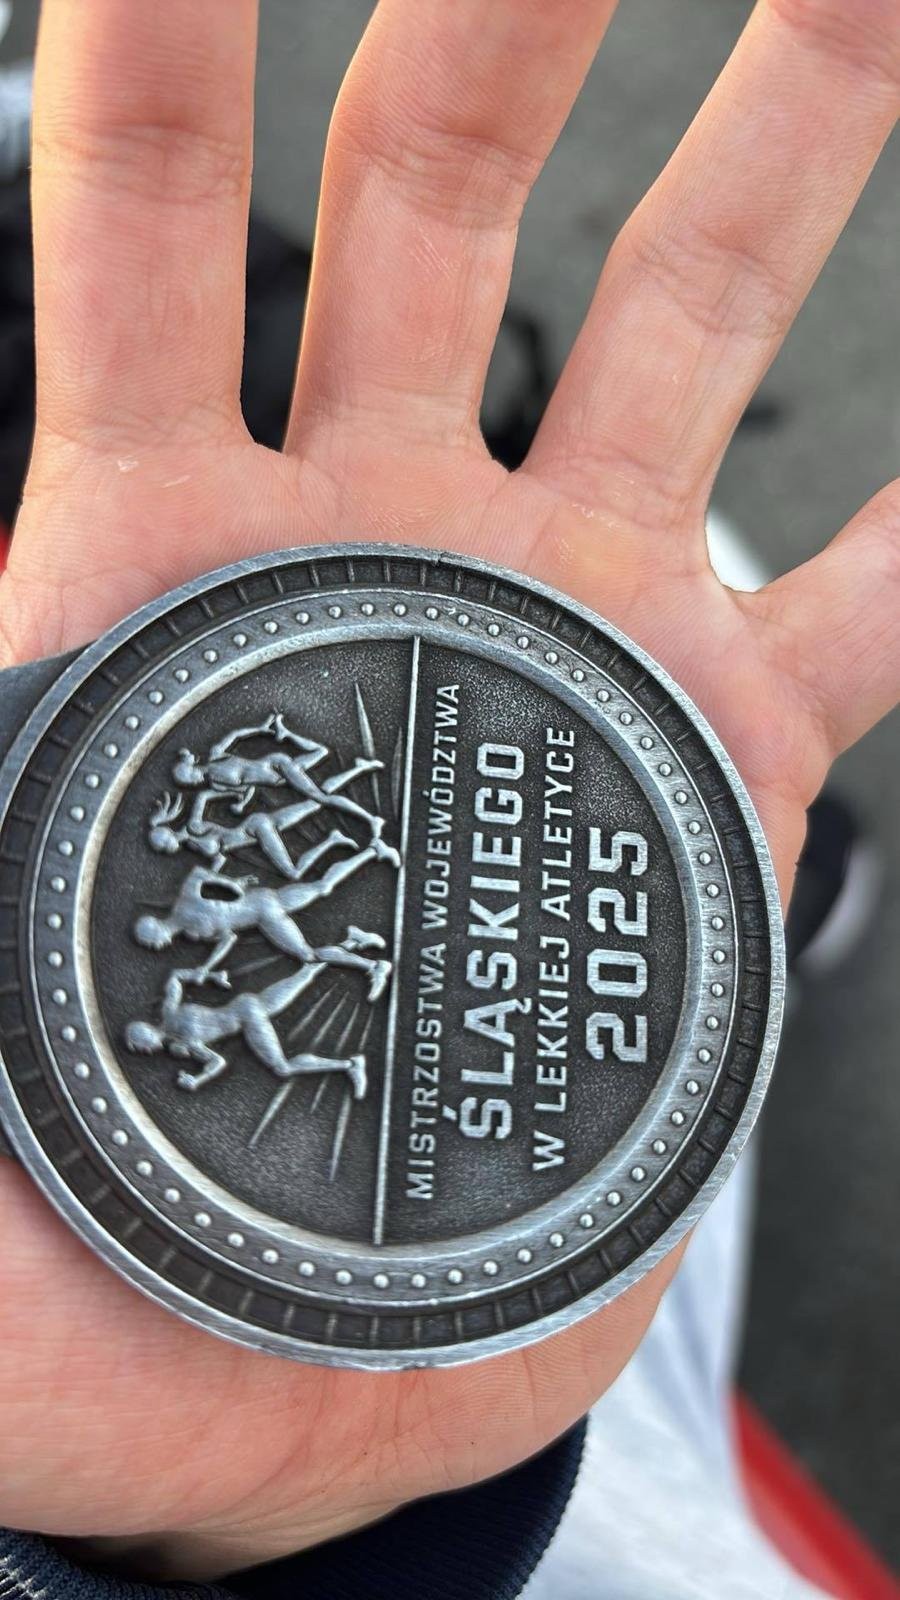 MISTRZOSTWA WOJEWÓDZTWA
ŚLĄSKIEGO
W LEKKIEJ ATLETYCE
2025